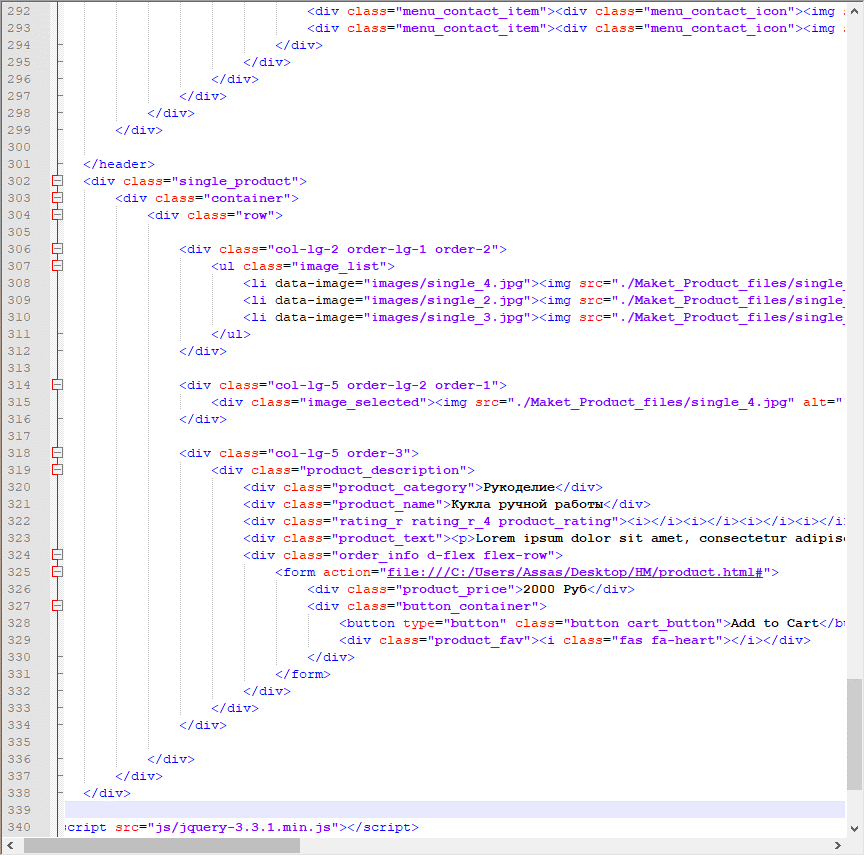 292 <div class="menu_contact_item"><div class="menu_contact_icon"><img
293 <div class="menu_contact_item"><div class="menu_contact_icon"><img
294 </div>
295 </div>
296 </div>
297 </div>
298 </div>
299 </div>
300
301 </header>
302 <div class="single_product">
303 <div class="container">
304 <div class="row">
305
306 <div class="col-lg-2 order-lg-1 order-2">
307 <ul class="image_list">
308 <li data-image="images/single_4.jpg"><img src="./Maket_Product_files/single_
309 <li data-image="images/single_2.jpg"><img src="./Maket_Product_files/single_
310 <li data-image="images/single_3.jpg"><img src="./Maket_Product_files/single_
311 </ul>
312 </div>
313
314 <div class="col-lg-5 order-lg-2 order-1">
315 <div class="image_selected"><img src="./Maket_Product_files/single_4.jpg" alt="
316 </div>
317
318 <div class="col-lg-5 order-3">
319 <div class="product_description">
320 <div class="product_category">Рукоделие</div>
321 <div class="product_name">Кукла ручной работы</div>
322 <div class="rating_r rating_r_4 product_rating"><i></i><i></i><i></i><i></i
323 <div class="product_text"><p>Lorem ipsum dolor sit amet, consectetur adipisc
324 <div class="order_info d-flex flex-row">
325 <form action="file:///C:/Users/Assas/Desktop/HM/product.html#">
326 <div class="product_price">2000 Руб</div>
327 <div class="button_container">
328 <button type="button" class="button cart_button">Add to Cart</bu
329 <div class="product_fav"><i class="fas fa-heart"></i></div>
330 </div>
331 </form>
332 </div>
333 </div>
334 </div>
335
336 </div>
337 </div>
338 </div>
339
340 script src="js/jquery-3.3.1.min.js"></script>